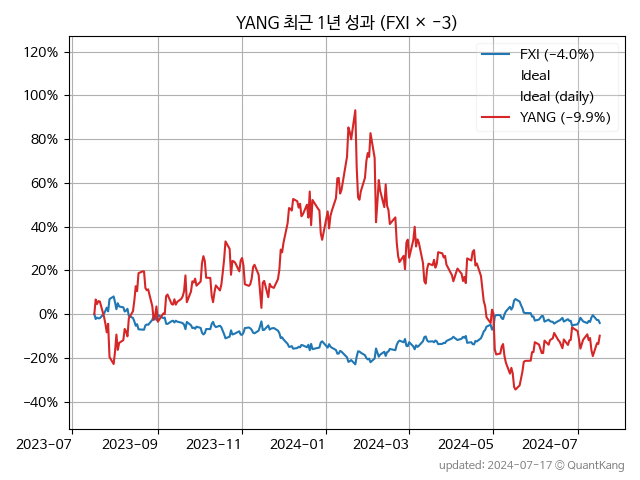 YANG 최근 1년 성과 (FXI × −3)
120%
100%
80%
60%
40%
20%
0%
−20%
−40%
FXI (−4.0%)
Ideal
Ideal (daily)
YANG (−9.9%)
2023−07
2023−09
2023−11
2024−01
2024−03
2024−05
2024−07
updated: 2024−07−17 © QuantKang